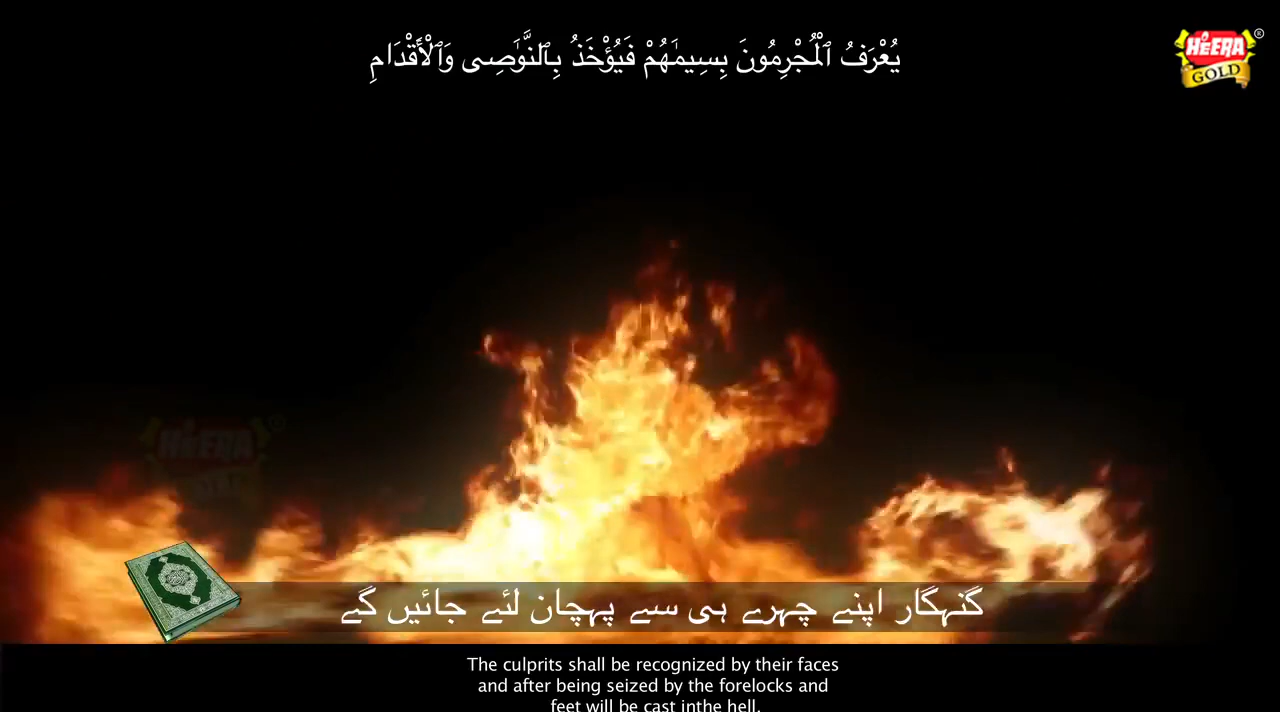 يُعْرَفُ ٱلْمُجْرِمُونَ بِسِيمَٰهُمْ فَيُؤْخَذُ بِٱلنَّوَٰصِى وَٱلْأَقْدَامِ
HEERA ®
GOLD
HEERA ®
GOLD
گنہگار اپنے چہرے ہی سے پہچان لئے جائیں گے
The culprits shall be recognized by their faces
and after being seized by the forelocks and
feet will be cast inthe hell.